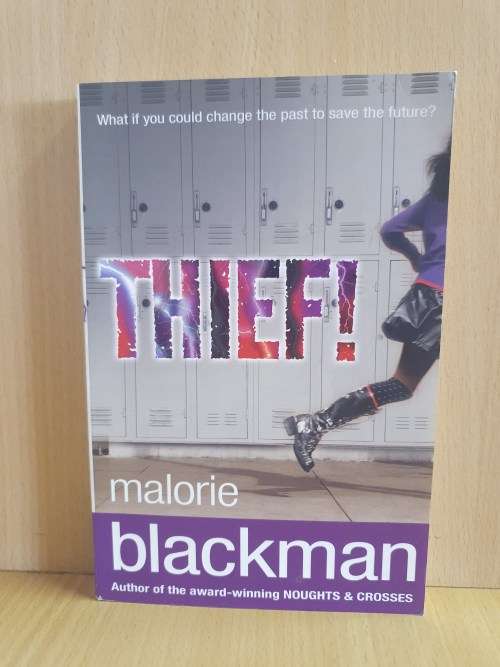 What if you could change the past to save the future?
THIEF!
malorie
blackman
Author of the award-winning NOUGHTS & CROSSES